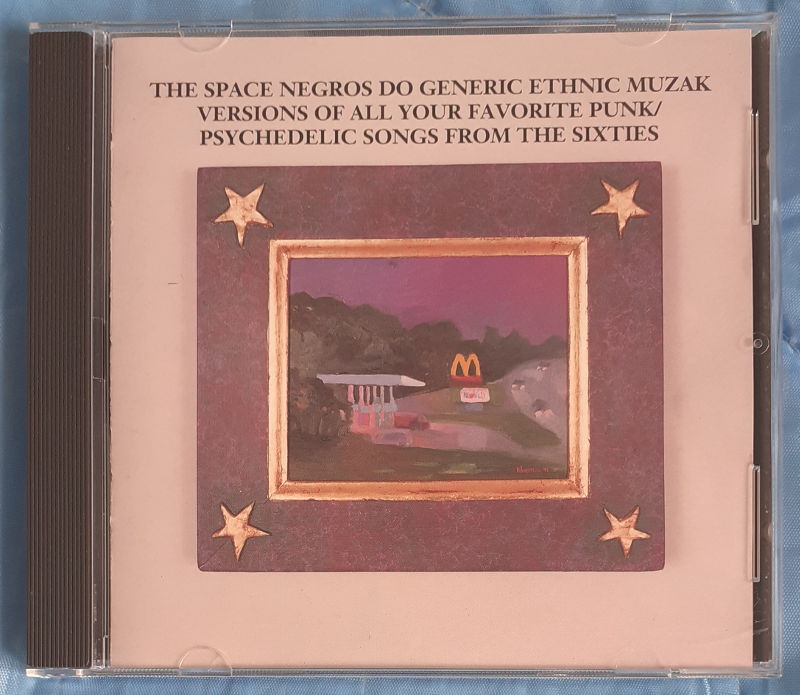 THE SPACE NEGROS DO GENERIC ETHNIC MUZAK
VERSIONS OF ALL YOUR FAVORITE PUNK/
PSYCHEDELIC SONGS FROM THE SIXTIES
M